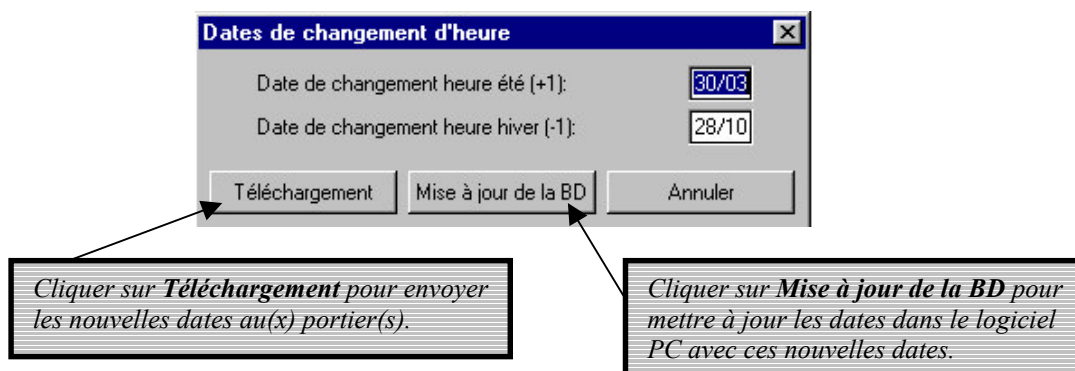 Dates de changement d'heure
Date de changement heure été (+1): 30/03
Date de changement heure hiver (-1): 28/10
Téléchargement Mise à jour de la BD Annuler
Cliquer sur Téléchargement pour envoyer
les nouvelles dates au(x) portier(s).
Cliquer sur Mise à jour de la BD pour
mettre à jour les dates dans le logiciel
PC avec ces nouvelles dates.